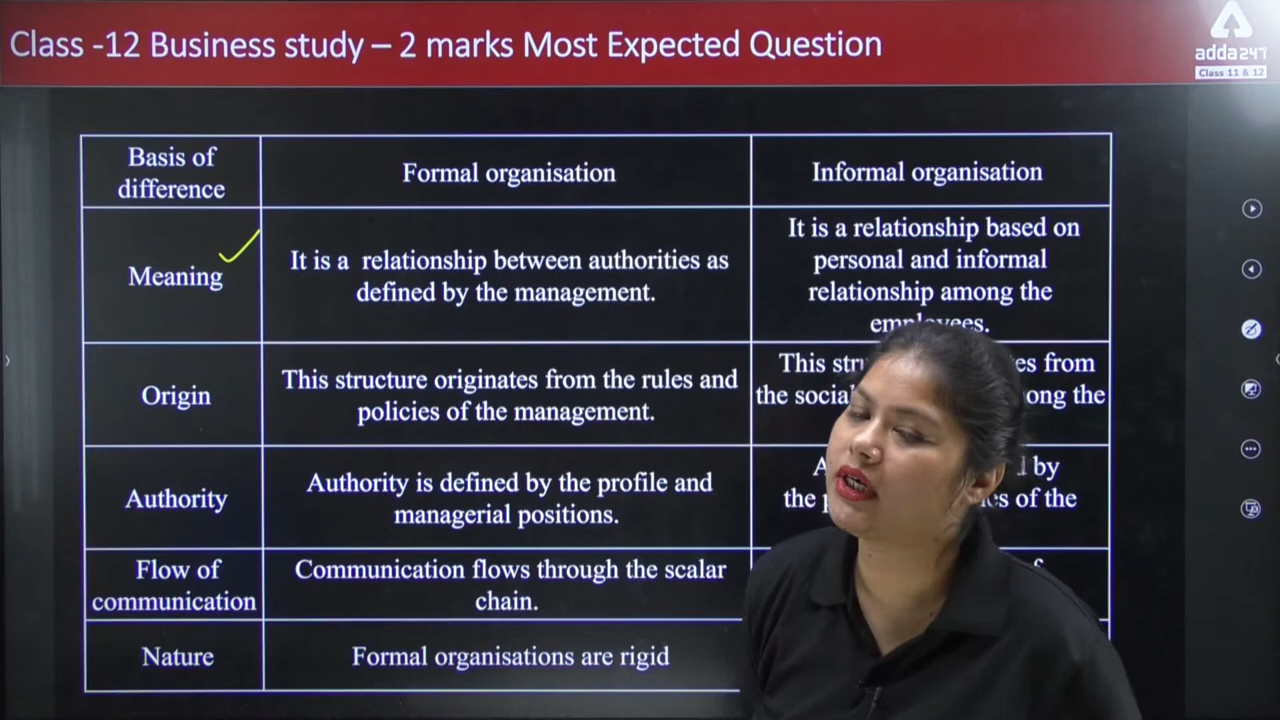 Class -12 Business study – 2 marks Most Expected Question
adda247
Class 11 & 12
Basis of
difference
Formal organisation
Informal organisation
Meaning
It is a relationship between authorities as
defined by the management.
It is a relationship based on
personal and informal
relationship among the
employees.
Origin
This structure originates from the rules and
policies of the management.
This from
the social among the
Authority
Authority is defined by the profile and
managerial positions.
by
the of the
Flow of
communication
Communication flows through the scalar
chain.
Nature
Formal organisations are rigid